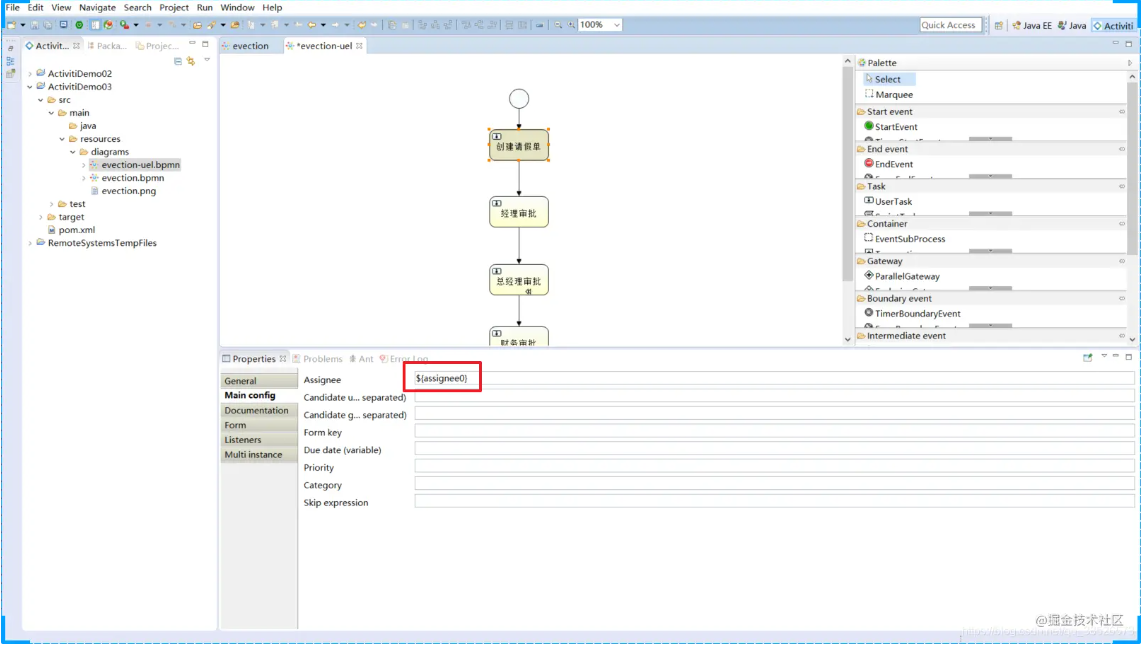 File Edit View Navigate Search Project Run Window Help
100%
Quick Access
Java EE
Java
Activiti
Activit...
Packa...
Projec...
ActivitiDemo02
ActivitiDemo03
src
main
java
resources
diagrams
evection-uel.bpmn
evection.bpmn
evection.png
test
target
pom.xml
RemoteSystemsTempFiles
evection
*evection-uel
创建请假单
经理审批
总经理审批
财务审批
Palette
Select
Marquee
Start event
StartEvent
End event
EndEvent
Task
UserTask
Container
EventSubProcess
Gateway
ParallelGateway
Boundary event
TimerBoundaryEvent
Intermediate event
Properties
Problems
Ant
Error Log
General
Main config
Documentation
Form
Listeners
Multi instance
Assignee
${assignee0}
Candidate u... separated)
Candidate g... separated)
Form key
Due date (variable)
Priority
Category
Skip expression
@掘金技术社区